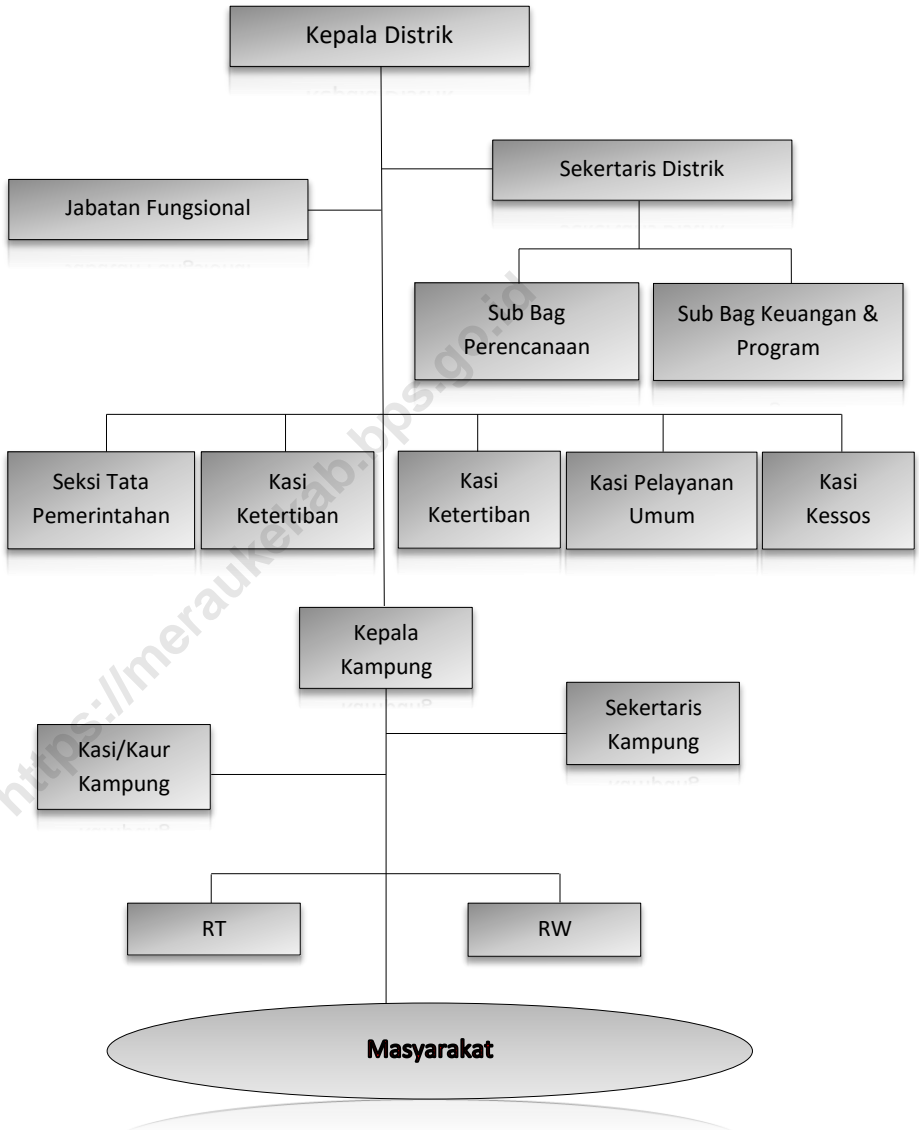 Kepala Distrik
Sekertaris Distrik
Jabatan Fungsional
Sub Bag
Perencanaan
Sub Bag Keuangan &
Program
Seksi Tata
Pemerintahan
Kasi
Ketertiban
Kasi
Ketertiban
Kasi Pelayanan
Umum
Kasi
Kessos
Kepala
Kampung
Sekertaris
Kampung
Kasi/Kaur
Kampung
RT
RW
Masyarakat
https://meraukekab.bps.go.id